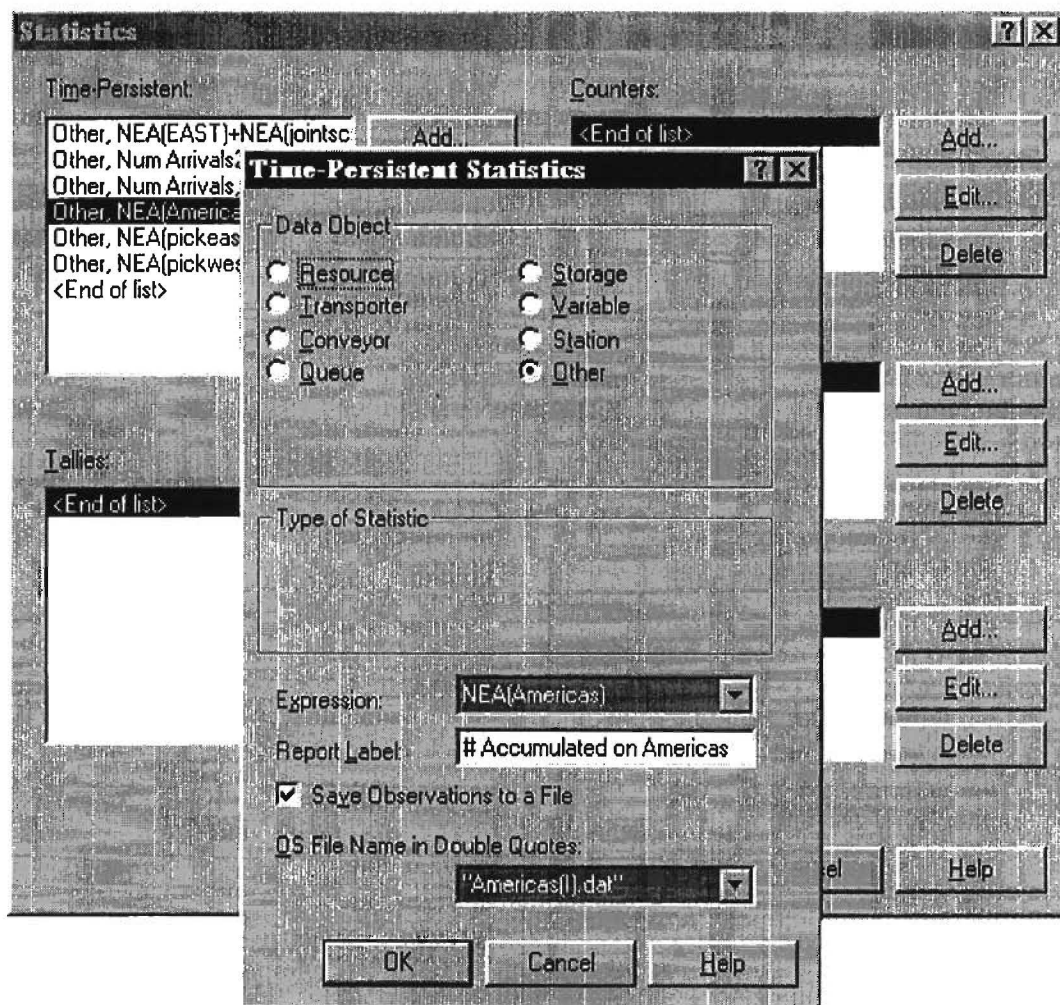 Statistics
Time-Persistent:
Counters:
Other, NEA(EAST)+NEA(jointsc
Other, Num Arrivals2
Other, Num Arrivals,
Other, NEA(America
Other, NEA(pickeas
Other, NEA(pickwes
<End of list>
Add...
<End of list>
Add...
Edit...
Delete
Time-Persistent Statistics
Data Object
Resource
Storage
Transporter
Variable
Conveyor
Station
Queue
Other
Add...
Edit...
Delete
Tallies:
<End of list>
Type of Statistic
Add...
Edit...
Delete
Expression:
NEA(Americas)
Report Label:
# Accumulated on Americas
Save Observations to a File
OS File Name in Double Quotes:
"Americas(I).dat"
el
Help
OK
Cancel
Help